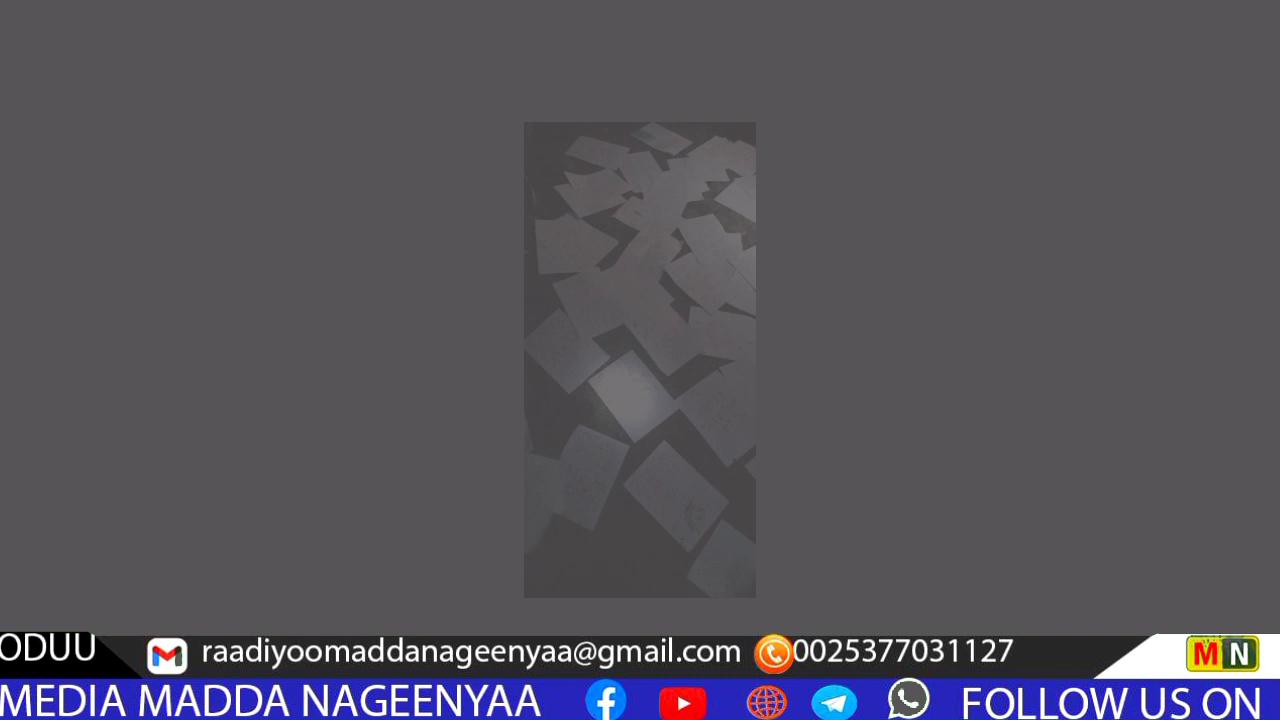 ODUU
raadiyoomaddanageenyaa@gmail.com
0025377031127
MN
MEDIA MADDA NAGEENYAA
FOLLOW US ON